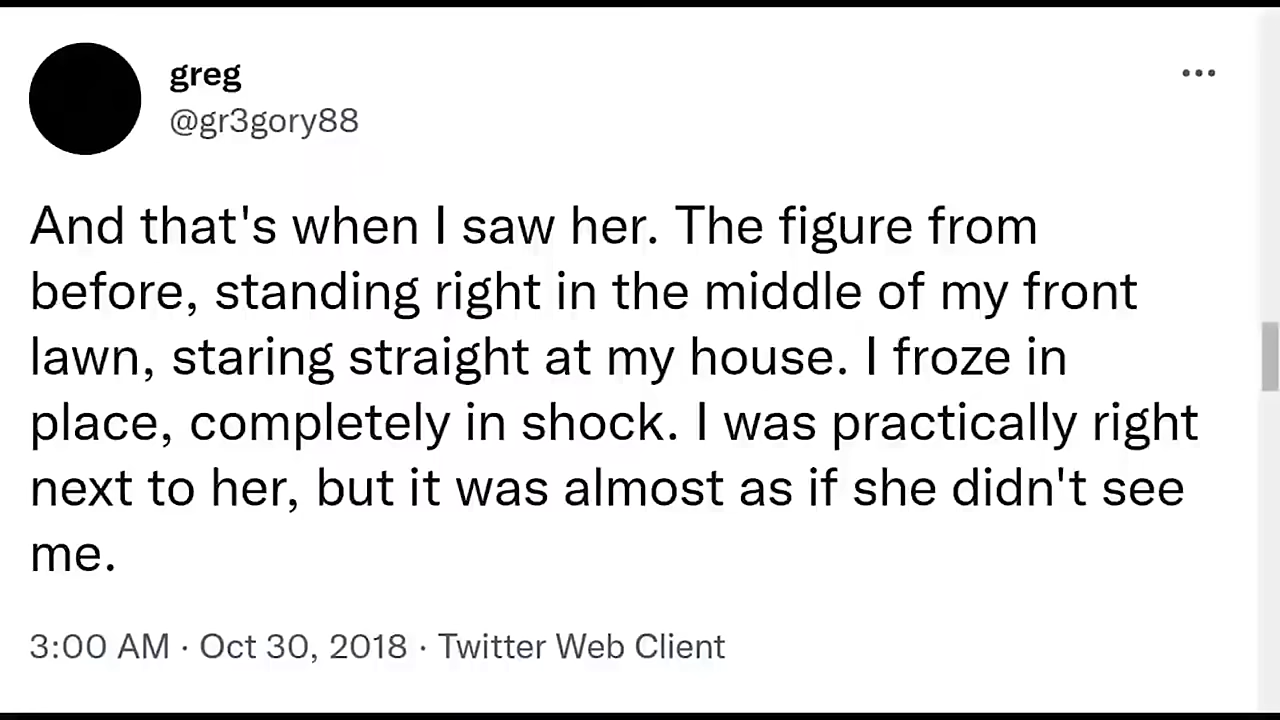 greg
@gr3gory88
And that's when I saw her. The figure from
before, standing right in the middle of my front
lawn, staring straight at my house. I froze in
place, completely in shock. I was practically right
next to her, but it was almost as if she didn't see
me.
3:00 AM · Oct 30, 2018 · Twitter Web Client